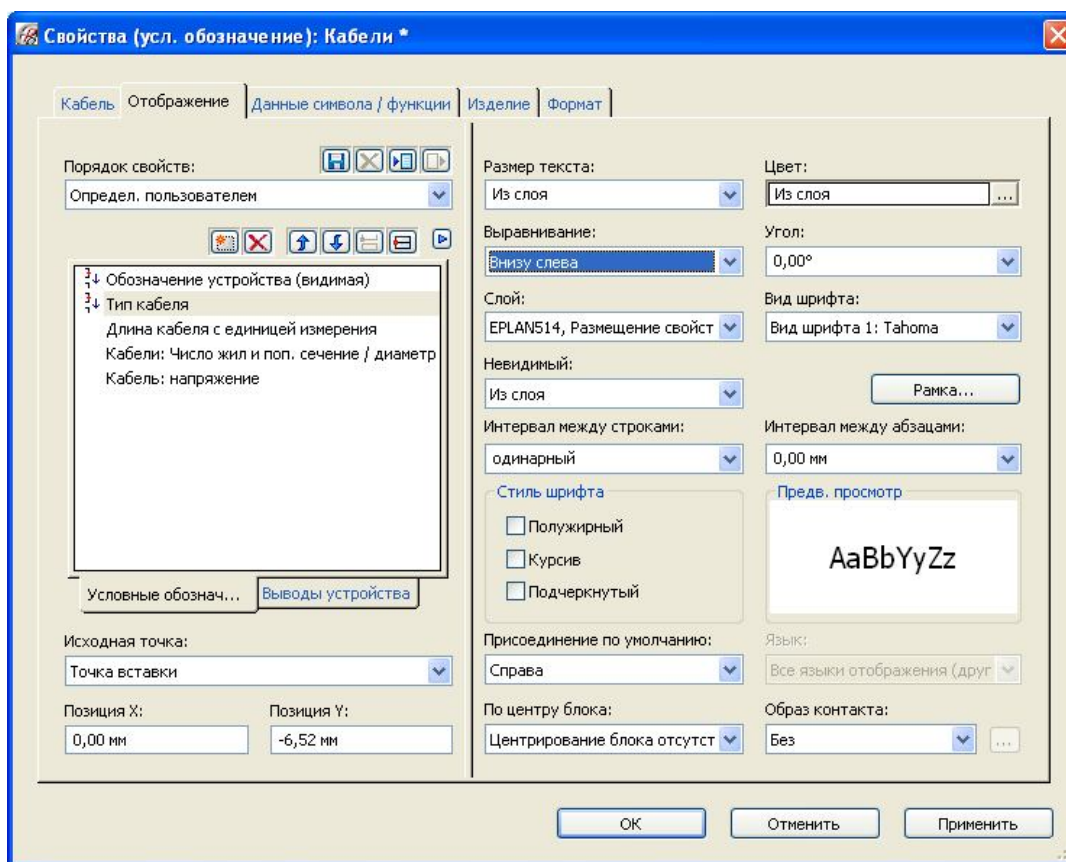 Свойства (усл. обозначение): Кабели *
Кабель
Отображение
Данные символа / функции
Изделие
Формат
Порядок свойств:
Определ. пользователем
Обозначение устройства (видимая)
Тип кабеля
Длина кабеля с единицей измерения
Кабели: Число жил и поп. сечение / диаметр
Кабель: напряжение
Условные обознач...
Выводы устройства
Исходная точка:
Точка вставки
Позиция X:
Позиция Y:
0,00 мм
-6,52 мм
Размер текста:
Цвет:
Из слоя
Из слоя
...
Выравнивание:
Угол:
Внизу слева
0,00°
Слой:
Вид шрифта:
EPLAN514, Размещение свойст
Вид шрифта 1: Tahoma
Невидимый:
Из слоя
Рамка...
Интервал между строками:
Интервал между абзацами:
одинарный
0,00 мм
Стиль шрифта
Предв. просмотр
Полужирный
Курсив
Подчеркнутый
AaBbYyZz
Присоединение по умолчанию:
Язык:
Справа
Все языки отображения (друг
По центру блока:
Образ контакта:
Центрирование блока отсутст
Без
...
ОК
Отменить
Применить